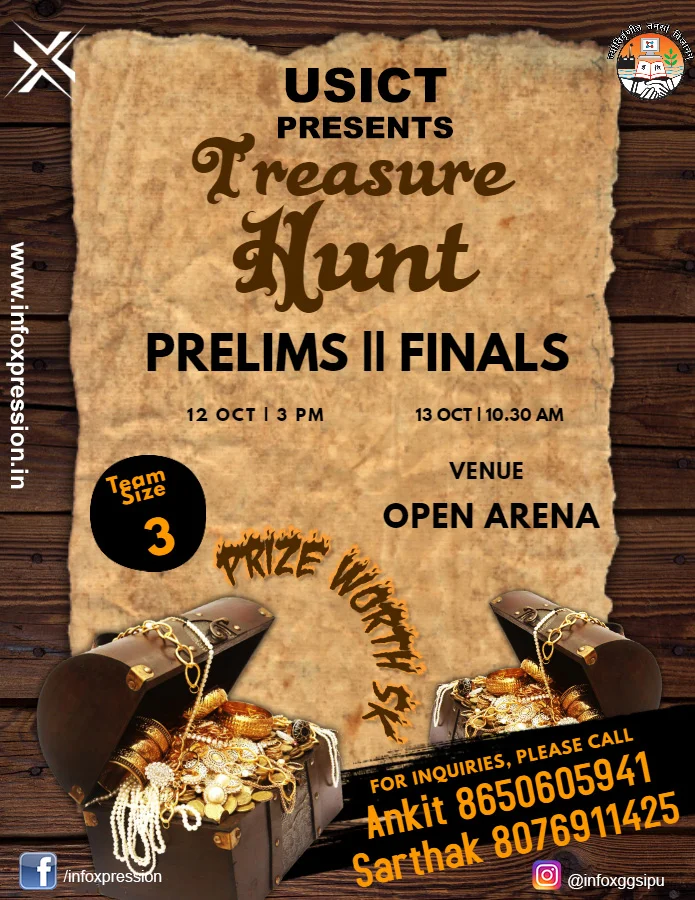 USICT
PRESENTS
Treasure
Hunt
PRELIMS || FINALS
12 OCT | 3 PM
13 OCT | 10.30 AM
VENUE
OPEN ARENA
Team
Size
3
PRIZE WORTH 5K
FOR INQUIRIES, PLEASE CALL
Ankit 8650605941
Sarthak 8076911425
www.infoxpression.in
/infoxpression
@infoxggsipu